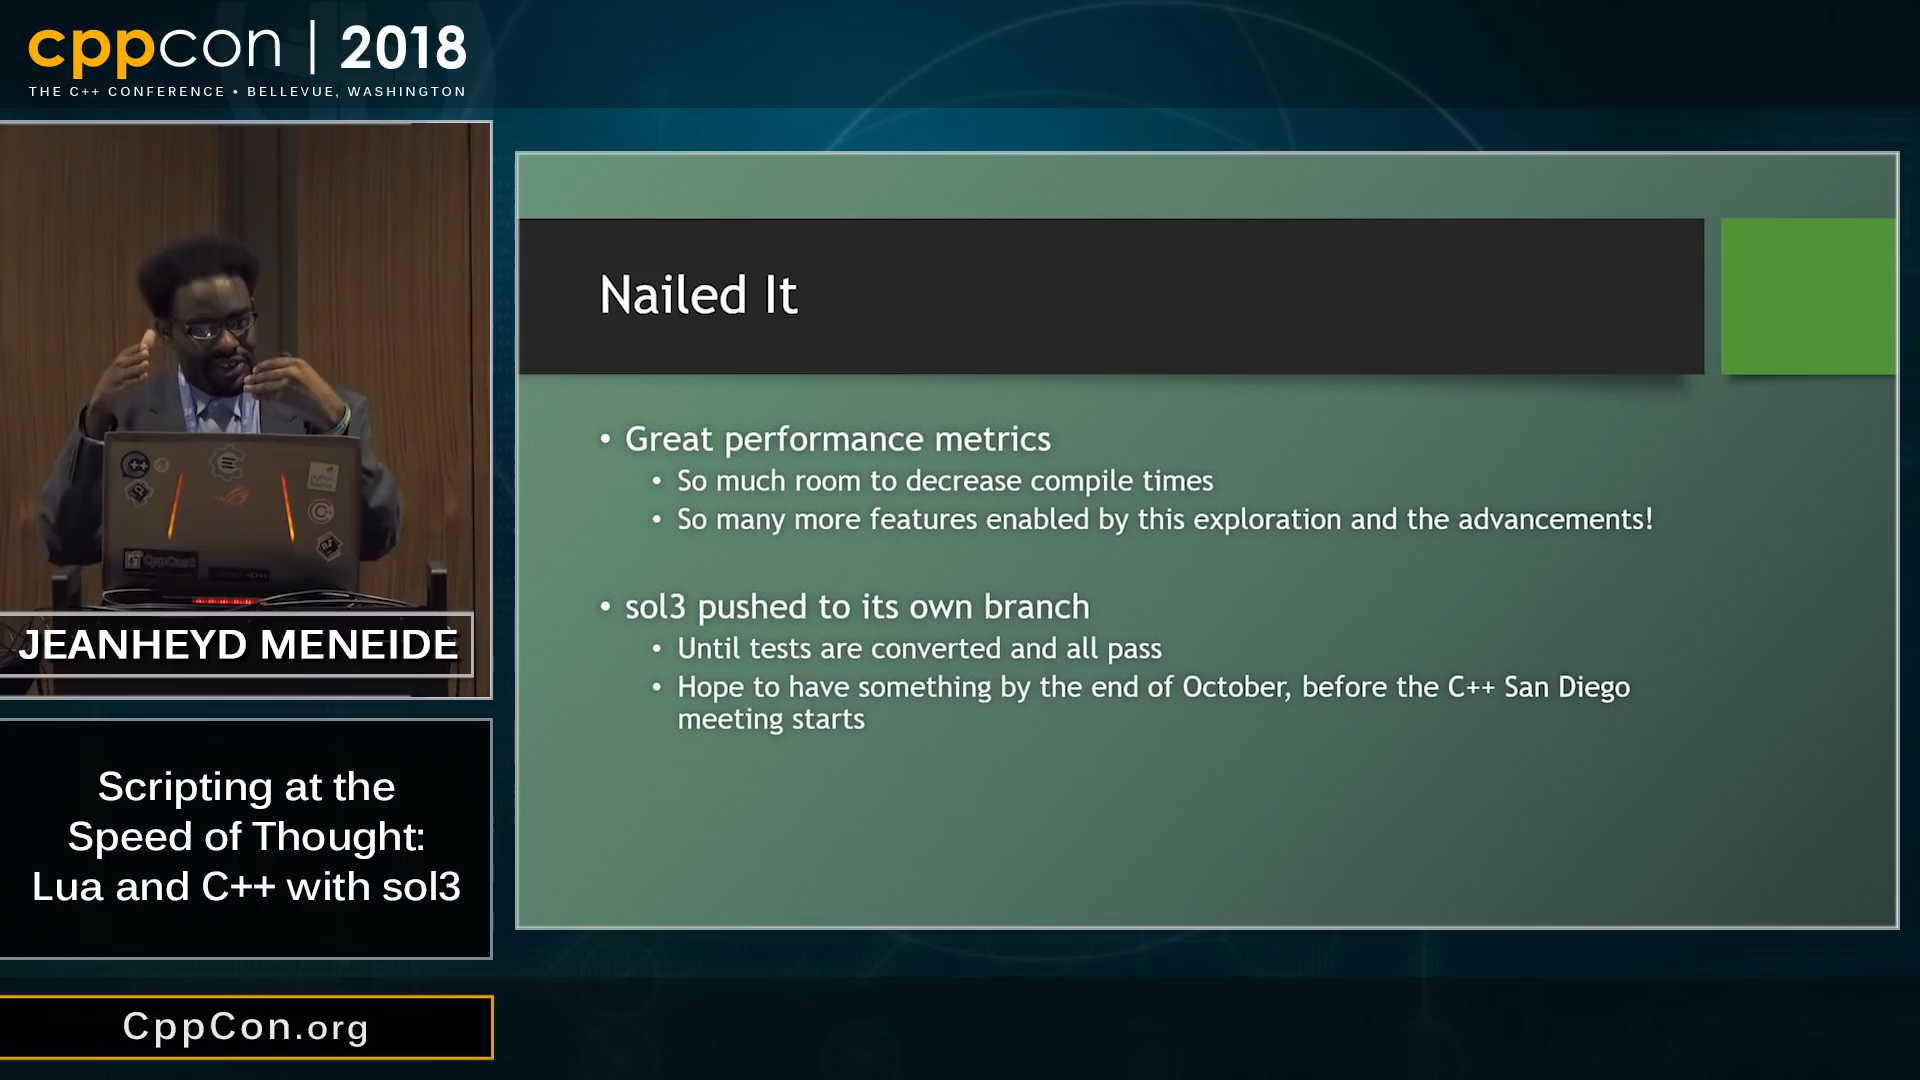 cppcon | 2018
THE C++ CONFERENCE • BELLEVUE, WASHINGTON
Nailed It
• Great performance metrics
• So much room to decrease compile times
• So many more features enabled by this exploration and the advancements!
• sol3 pushed to its own branch
• Until tests are converted and all pass
• Hope to have something by the end of October, before the C++ San Diego
meeting starts
CppCast
JEANHEYD MENEIDE
Scripting at the
Speed of Thought:
Lua and C++ with sol3
CppCon.org